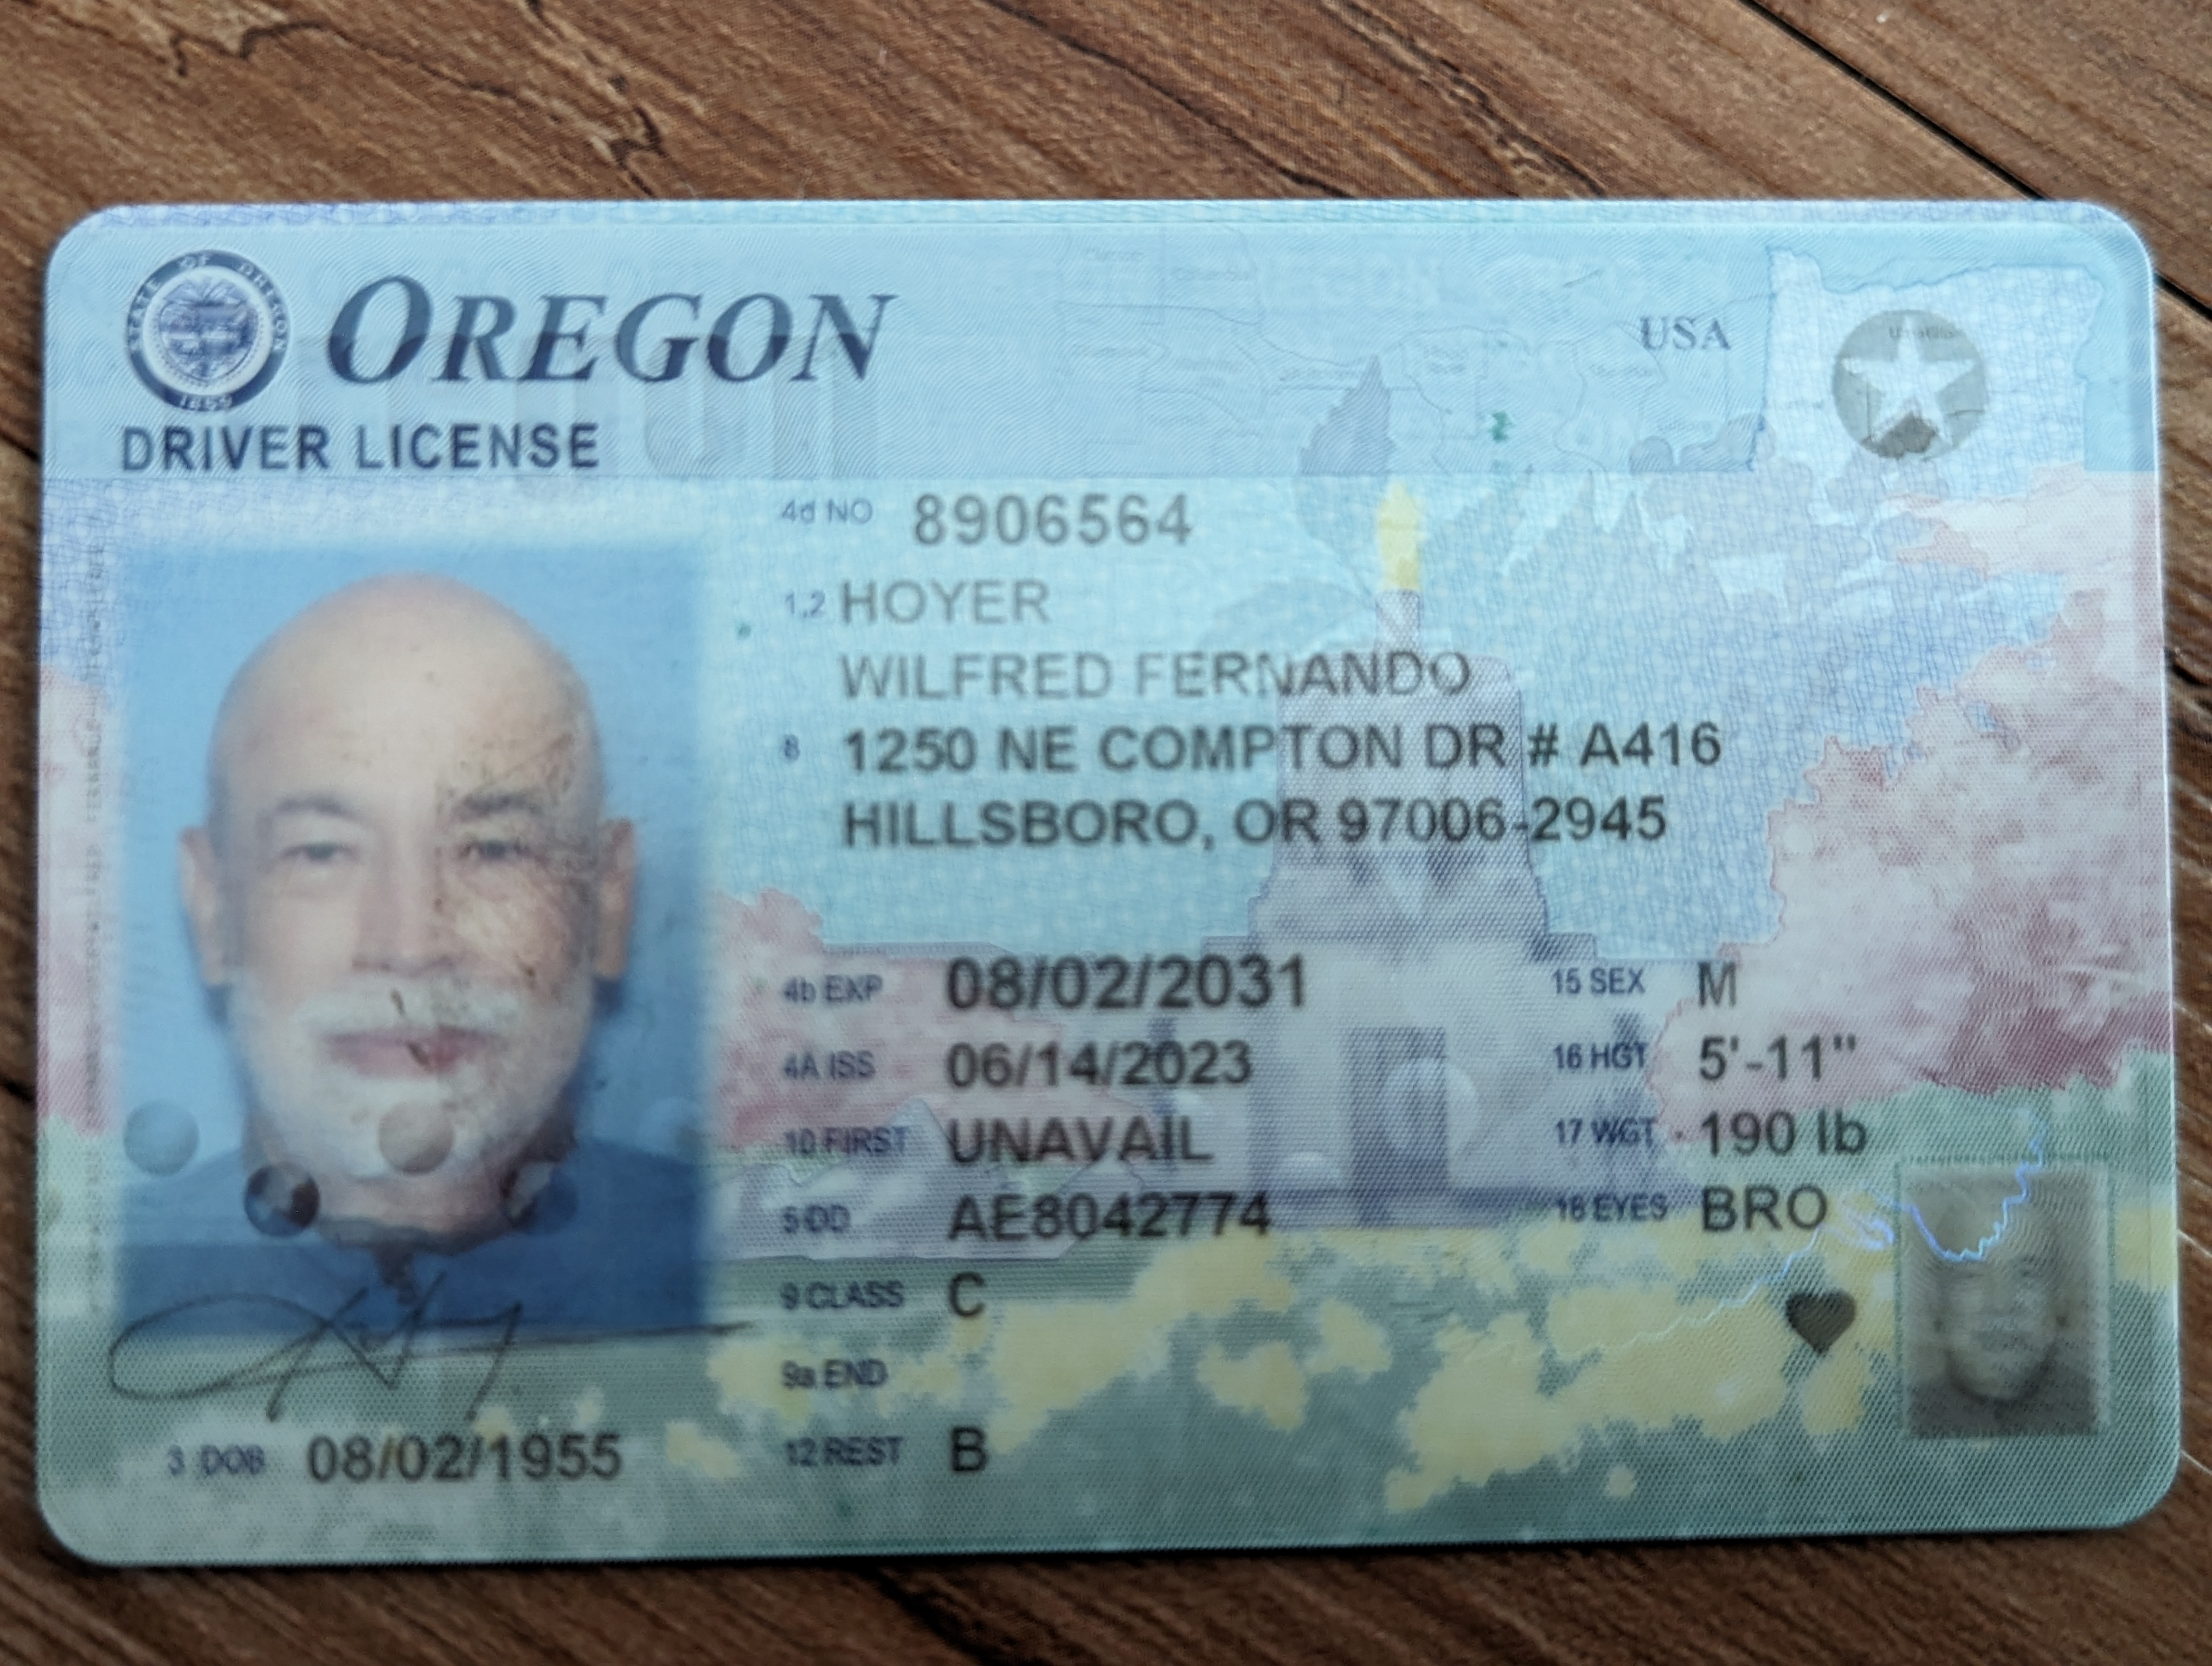 STATE OF OREGON
1859
OREGON
USA
DRIVER LICENSE
4d NO 8906564
1,2 HOYER
WILFRED FERNANDO
8 1250 NE COMPTON DR # A416
HILLSBORO, OR 97006-2945
4b EXP 08/02/2031 15 SEX M
4A ISS 06/14/2023 16 HGT 5'-11"
10 FIRST UNAVAIL 17 WGT 190 lb
5 DD AE8042774 18 EYES BRO
9 CLASS C
9a END
3 DOB 08/02/1955 12 REST B